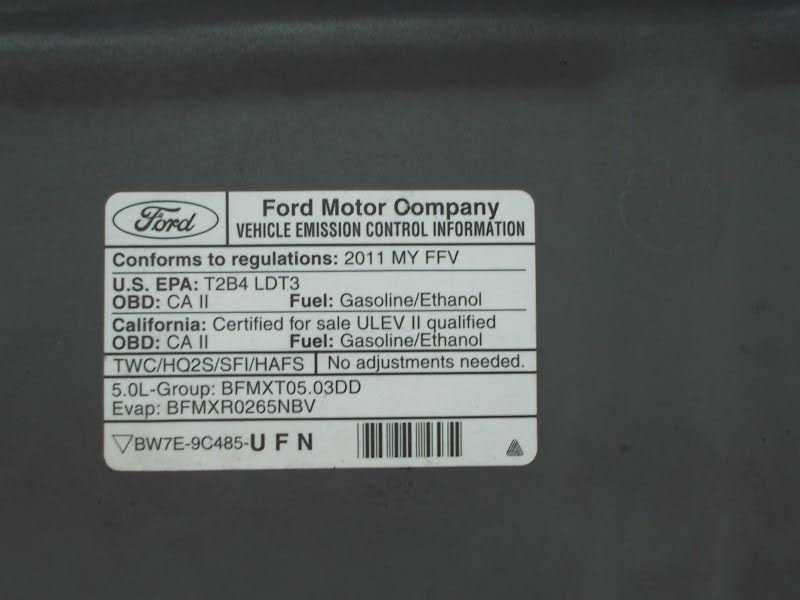 Ford
Ford Motor Company
VEHICLE EMISSION CONTROL INFORMATION
Conforms to regulations: 2011 MY FFV
U.S. EPA: T2B4 LDT3
OBD: CA II Fuel: Gasoline/Ethanol
California: Certified for sale ULEV II qualified
OBD: CA II Fuel: Gasoline/Ethanol
TWC/HO2S/SFI/HAFS No adjustments needed.
5.0L-Group: BFMXT05.03DD
Evap: BFMXR0265NBV
BW7E-9C485-U F N